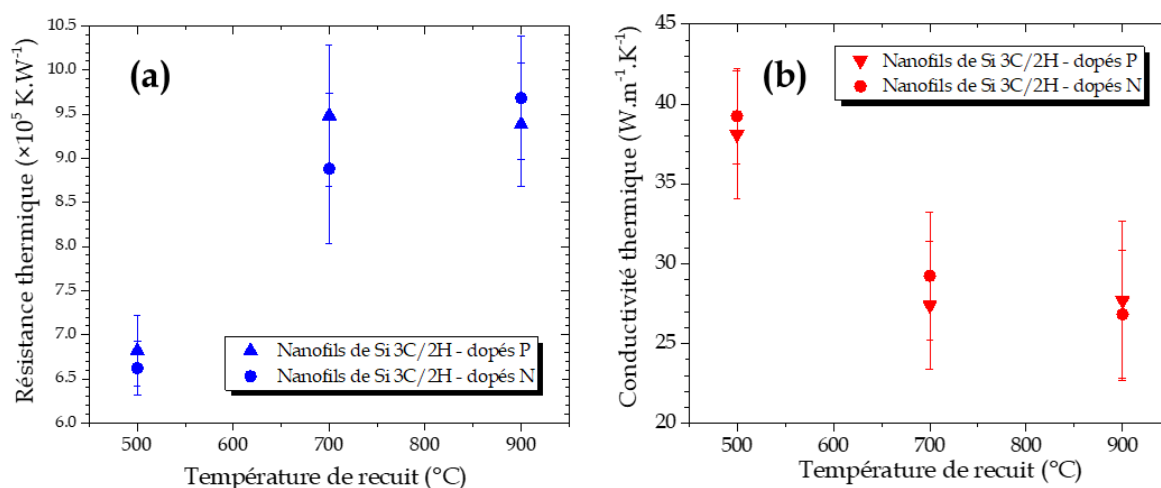 Résistance thermique (×10⁵ K.W⁻¹)
10.5
10.0
9.5
9.0
8.5
8.0
7.5
7.0
6.5
6.0
(a)
Nanofils de Si 3C/2H - dopés P
Nanofils de Si 3C/2H - dopés N
500 600 700 800 900
Température de recuit (°C)
Conductivité thermique (W.m⁻¹.K⁻¹)
45
40
35
30
25
20
Nanofils de Si 3C/2H - dopés P
Nanofils de Si 3C/2H - dopés N
(b)
500 600 700 800 900
Température de recuit (°C)